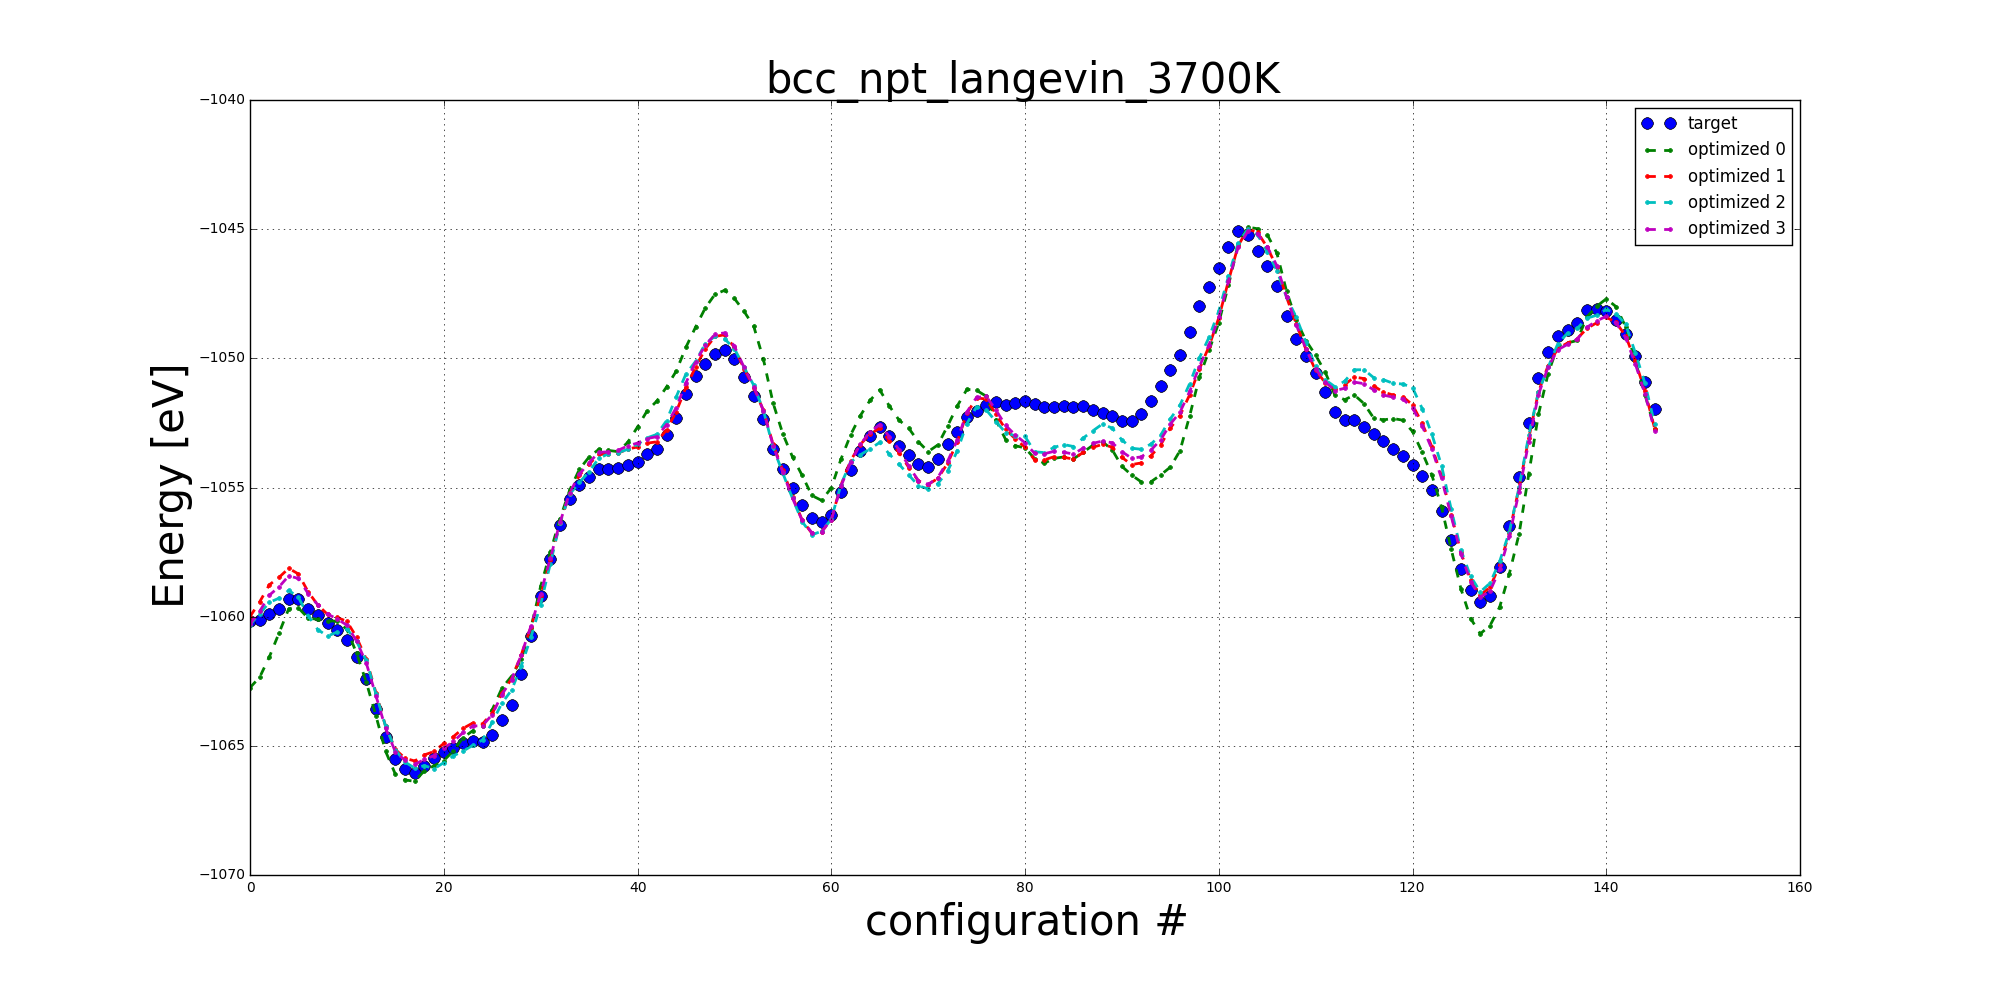 bcc_npt_langevin_3700K
−1040
−1045
−1050
−1055
−1060
−1065
−1070
Energy [eV]
target
optimized 0
optimized 1
optimized 2
optimized 3
0 20 40 60 80 100 120 140 160
configuration #